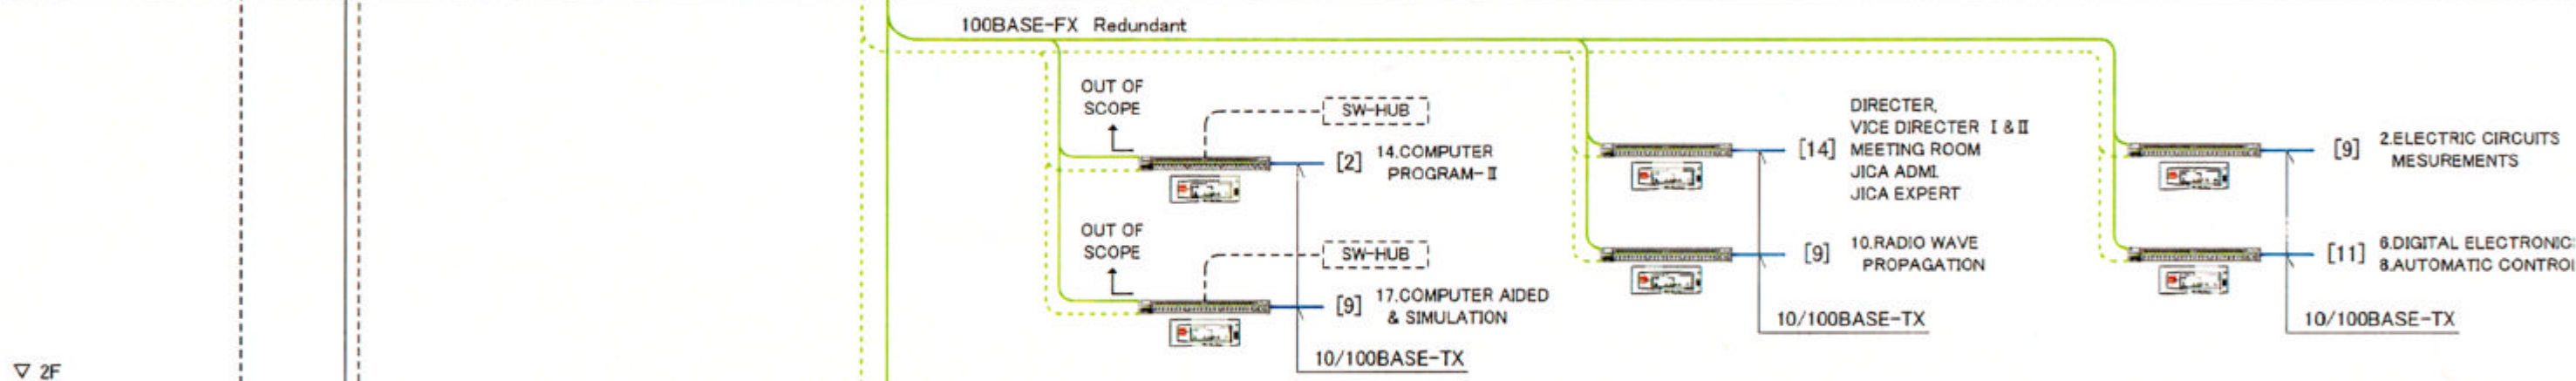 100BASE-FX Redundant
OUT OF
SCOPE
SW-HUB
[2] 14.COMPUTER
PROGRAM-Ⅱ
OUT OF
SCOPE
SW-HUB
[9] 17.COMPUTER AIDED
& SIMULATION
10/100BASE-TX
[14]
DIRECTER,
VICE DIRECTER Ⅰ&Ⅱ
MEETING ROOM
JICA ADMI.
JICA EXPERT
[9] 10.RADIO WAVE
PROPAGATION
10/100BASE-TX
[9] 2.ELECTRIC CIRCUITS
MESUREMENTS
[11]
6.DIGITAL ELECTRONIC
8.AUTOMATIC CONTROL
10/100BASE-TX
▽ 2F